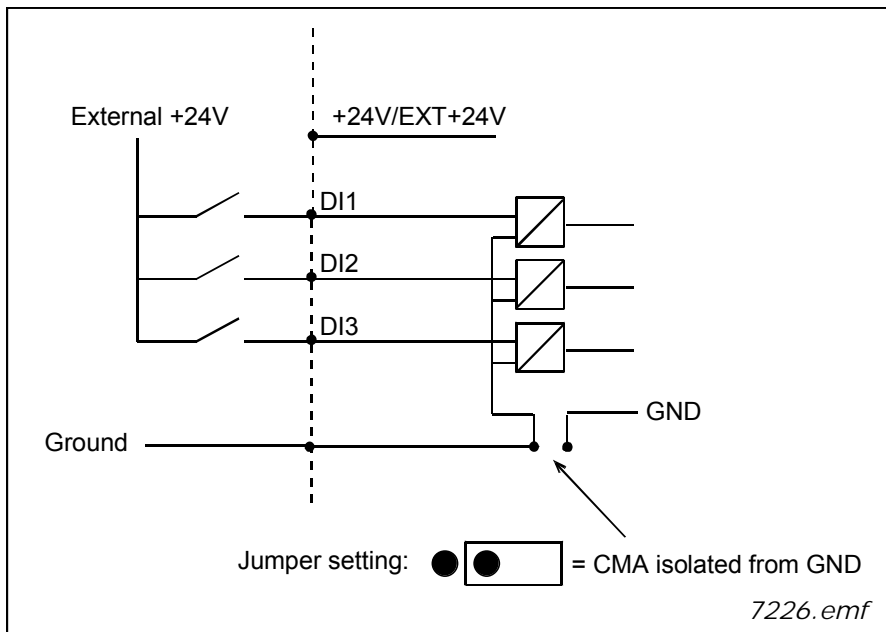 External +24V
+24V/EXT+24V
DI1
DI2
DI3
GND
Ground
Jumper setting: = CMA isolated from GND
7226.emf